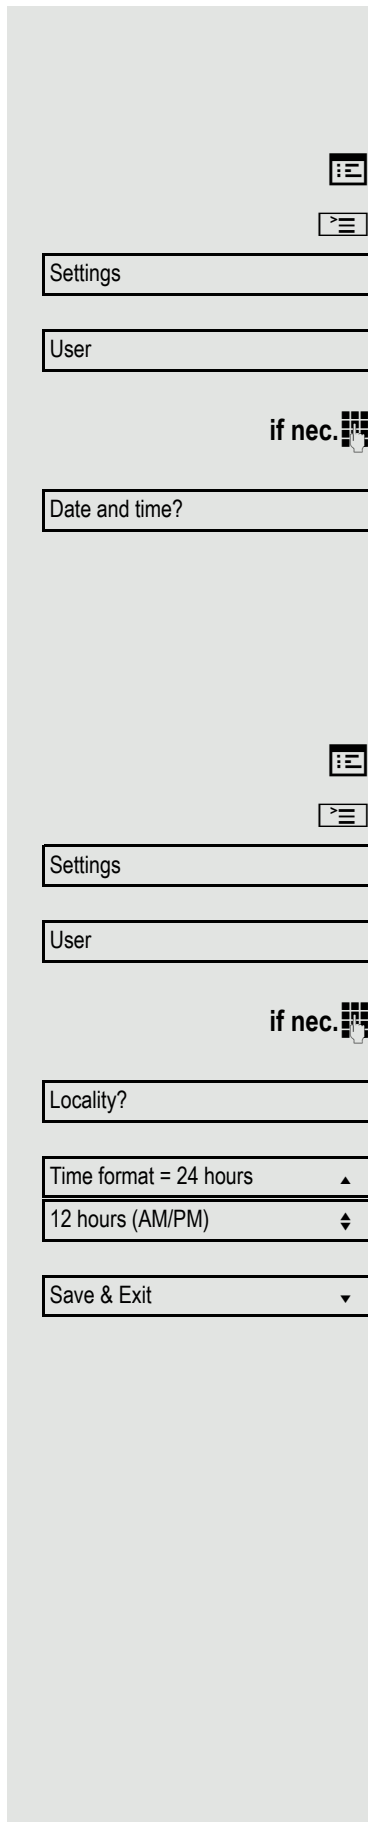 Settings
User
if nec.
Date and time?
Settings
User
if nec.
Locality?
Time format = 24 hours
12 hours (AM/PM)
Save & Exit